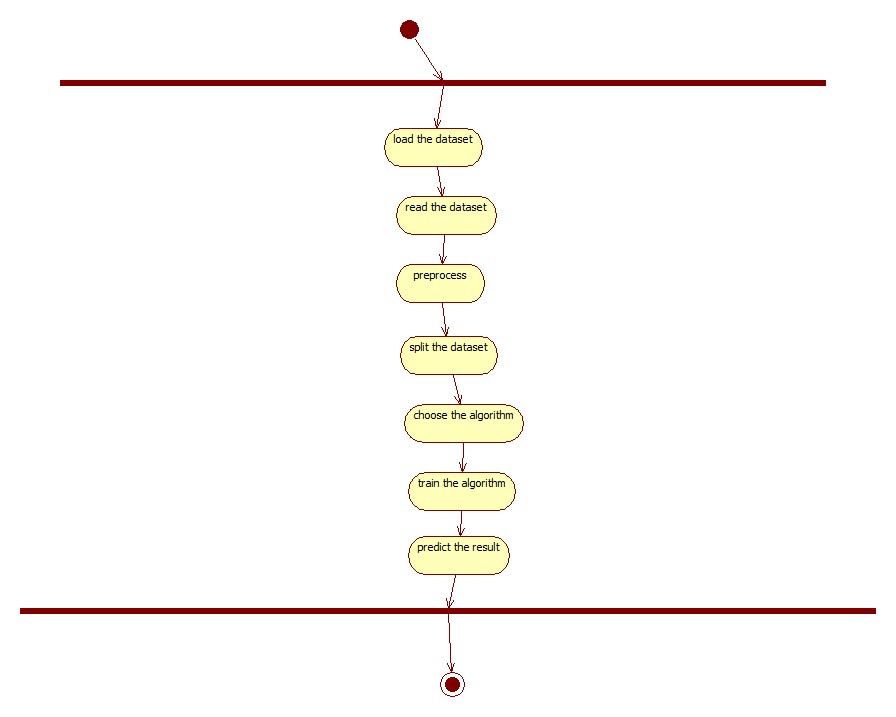 load the dataset
read the dataset
preprocess
split the dataset
choose the algorithm
train the algorithm
predict the result